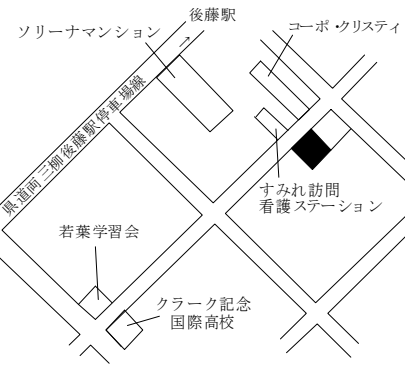 後藤駅
→
ソリーナマンション
コーポ・クリスティ
県道両三柳後藤駅停車場線
すみれ訪問
看護ステーション
若葉学習会
クラーク記念
国際高校